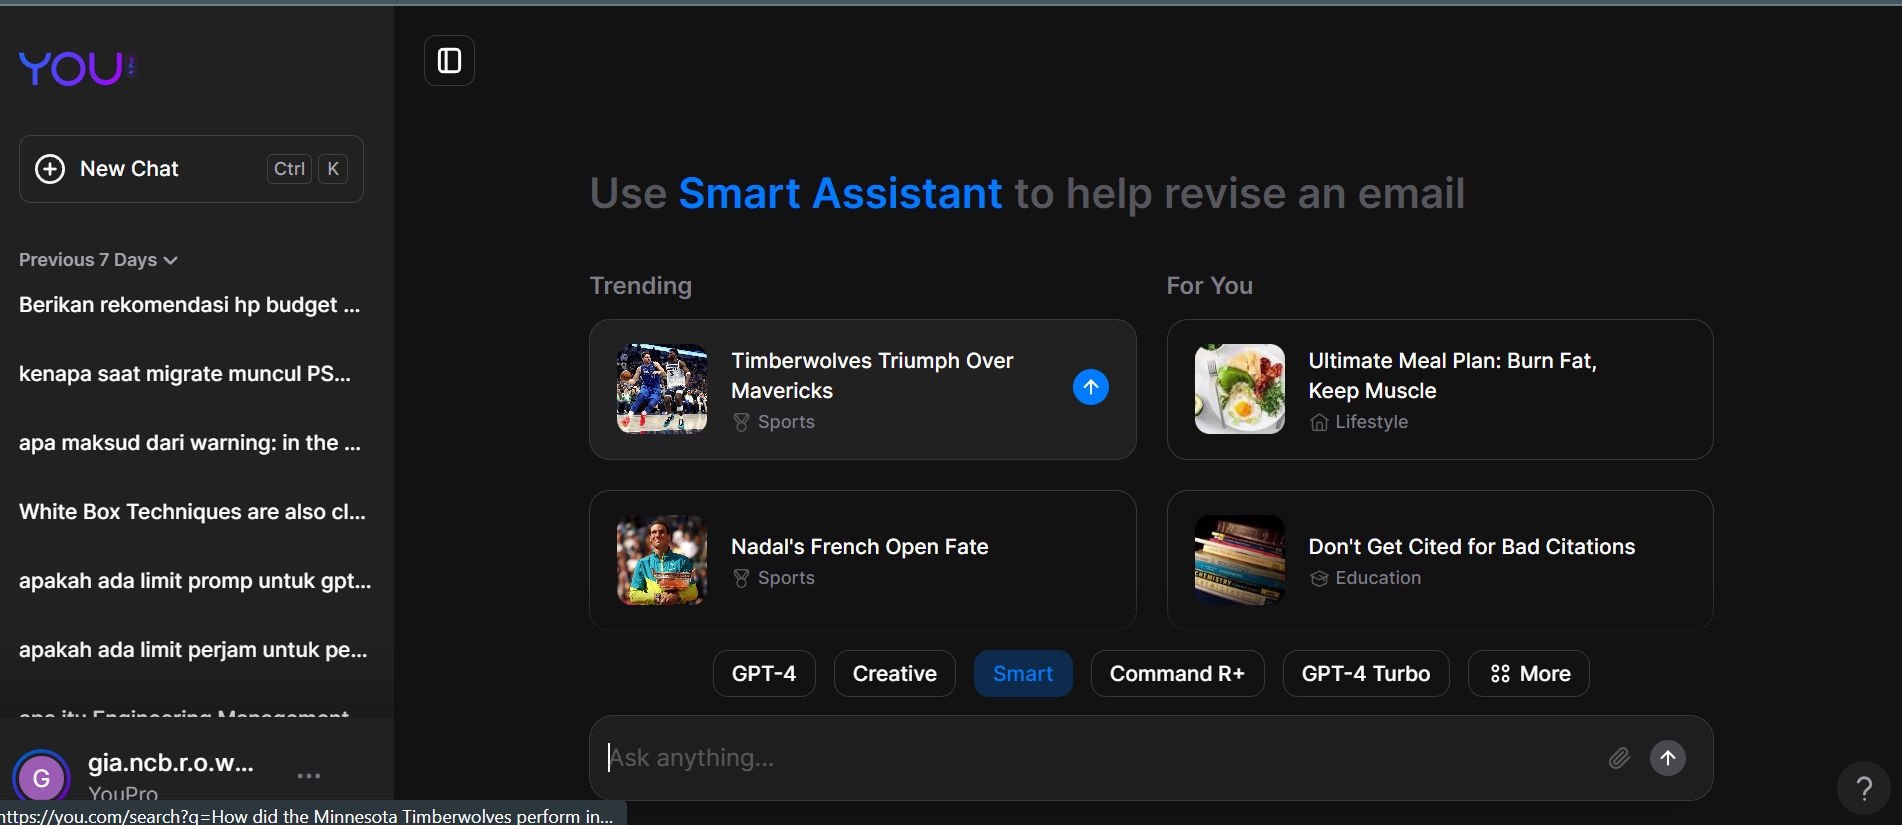 YOU
New Chat Ctrl K
Previous 7 Days
Berikan rekomendasi hp budget ...
kenapa saat migrate muncul PS...
apa maksud dari warning: in the ...
White Box Techniques are also cl...
apakah ada limit promp untuk gpt...
apakah ada limit perjam untuk pe...
apa itu Engineering Management
G
gia.ncb.r.o.w...
YouPro
https://you.com/search?q=How did the Minnesota Timberwolves perform in...
Use Smart Assistant to help revise an email
Trending
Timberwolves Triumph Over
Mavericks
Sports
Nadal's French Open Fate
Sports
For You
Ultimate Meal Plan: Burn Fat,
Keep Muscle
Lifestyle
CHEMISTRY
Don't Get Cited for Bad Citations
Education
GPT-4
Creative
Smart
Command R+
GPT-4 Turbo
More
Ask anything...
?